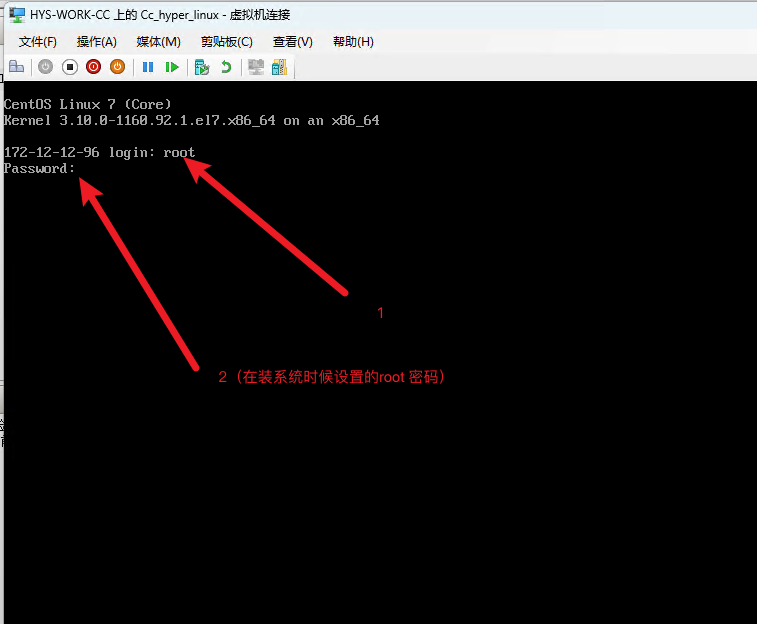 HYS-WORK-CC 上的 Cc_hyper_linux - 虚拟机连接
文件(F) 操作(A) 媒体(M) 剪贴板(C) 查看(V) 帮助(H)
CentOS Linux 7 (Core)
Kernel 3.10.0-1160.92.1.el7.x86_64 on an x86_64
172-12-12-96 login: root
Password:
1
2（在装系统时候设置的root 密码）